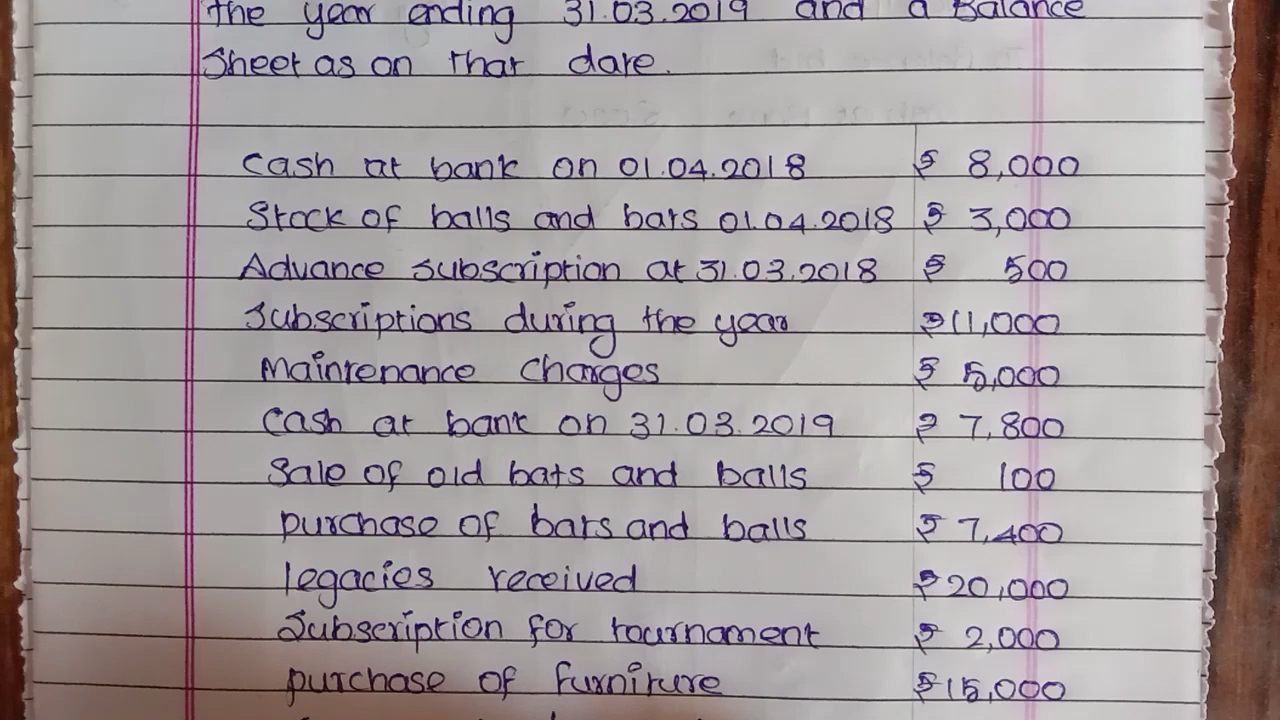 the year ending 31.03.2019 and a Balance
Sheet as on that date.
Cash at bank on 01.04.2018 ₹ 8,000
Stock of balls and bats 01.04.2018 ₹ 3,000
Advance subscription at 31.03.2018 ₹ 500
Subscriptions during the year ₹ 11,000
Maintenance charges ₹ 5,000
Cash at bank on 31.03.2019 ₹ 7,800
Sale of old bats and balls ₹ 100
purchase of bats and balls ₹ 7,400
legacies received ₹ 20,000
Subscription for tournament ₹ 2,000
purchase of furniture ₹ 15,000